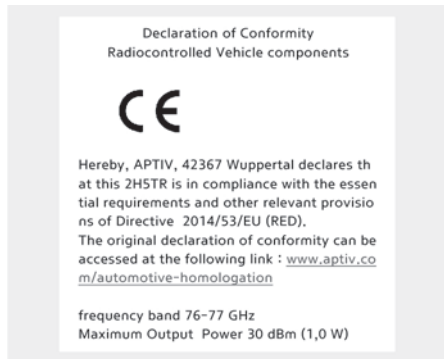 Declaration of Conformity
Radiocontrolled Vehicle components
CE
Hereby, APTIV, 42367 Wuppertal declares th
at this 2H5TR is in compliance with the essen
tial requirements and other relevant provisio
ns of Directive 2014/53/EU (RED).
The original declaration of conformity can be
accessed at the following link : www.aptiv.co
m/automotive-homologation
frequency band 76-77 GHz
Maximum Output Power 30 dBm (1,0 W)